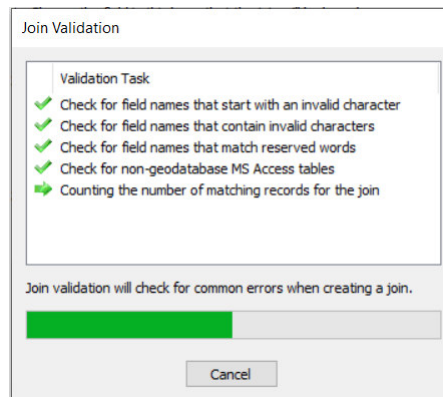 Join Validation
Validation Task
Check for field names that start with an invalid character
Check for field names that contain invalid characters
Check for field names that match reserved words
Check for non-geodatabase MS Access tables
Counting the number of matching records for the join
Join validation will check for common errors when creating a join.
Cancel